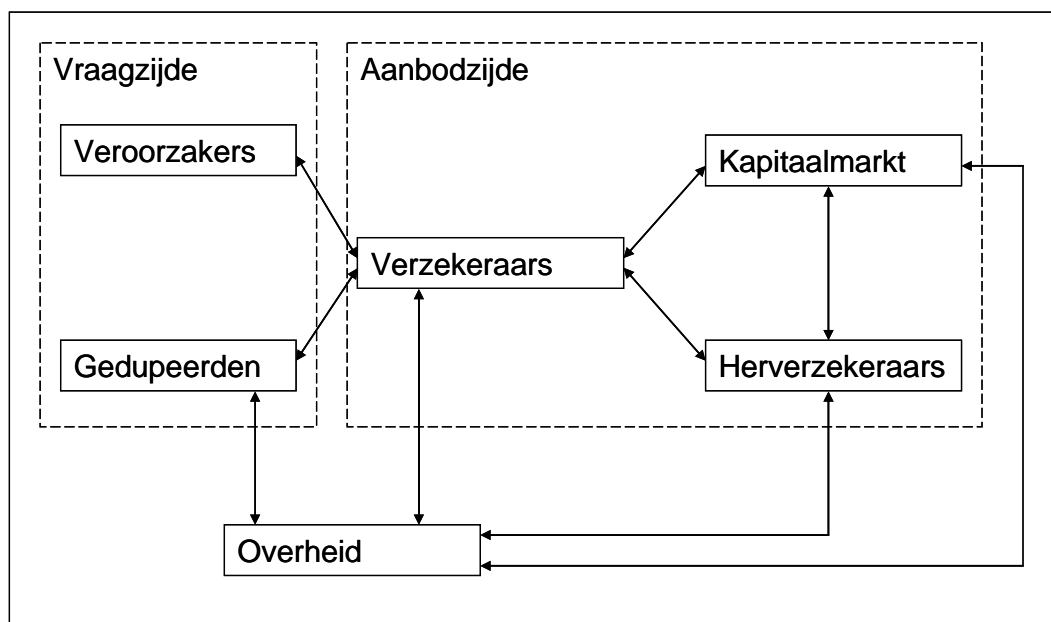 Vraagzijde
Aanbodzijde
Veroorzakers
Kapitaalmarkt
Verzekeraars
Gedupeerden
Herverzekeraars
Overheid